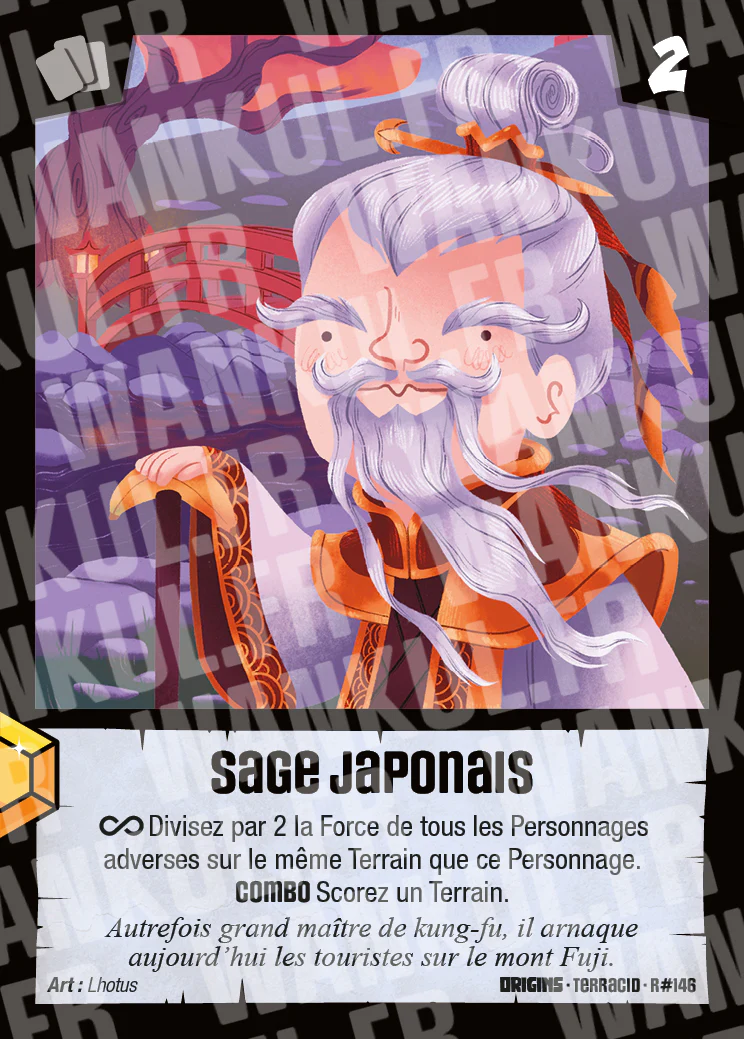 2
SAGE JAPONAIS
∞ Divisez par 2 la Force de tous les Personnages
adverses sur le même Terrain que ce Personnage.
COMBO Scorez un Terrain.
Autrefois grand maître de kung-fu, il arnaque
aujourd'hui les touristes sur le mont Fuji.
Art : Lhotus
ORIGINS · TERRACID · R#146
WANKUL.FR